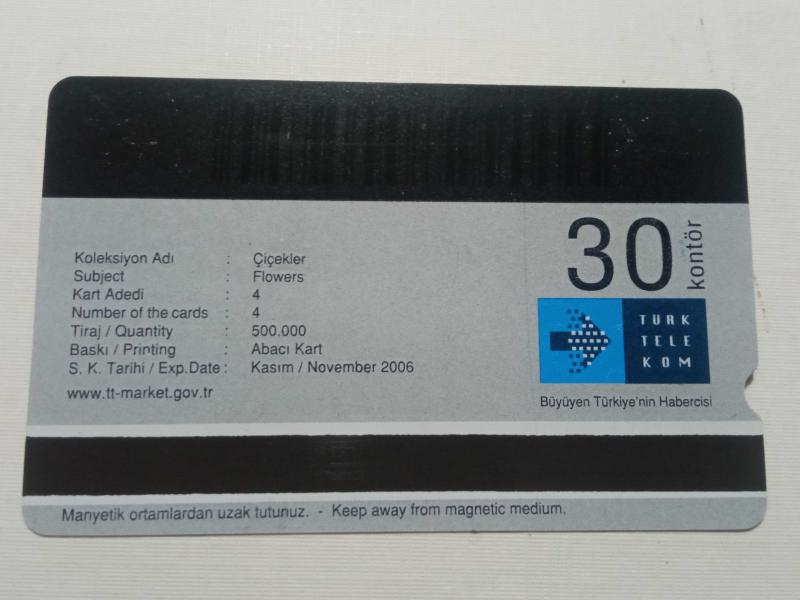 Koleksiyon Adı : Çiçekler
Subject : Flowers
Kart Adedi : 4
Number of the cards : 4
Tiraj / Quantity : 500.000
Baskı / Printing : Abacı Kart
S. K. Tarihi / Exp.Date : Kasım / November 2006
www.tt-market.gov.tr
30
kontör
TÜRK
TELE
KOM
Büyüyen Türkiye'nin Habercisi
Manyetik ortamlardan uzak tutunuz. - Keep away from magnetic medium.